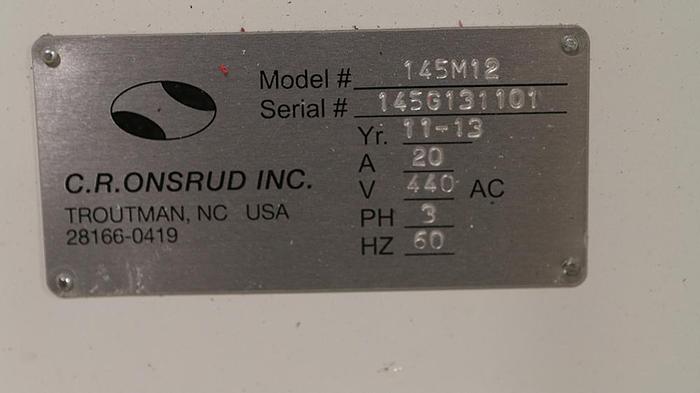 Model # 145M12
Serial # 145G131101
Yr. 11-13
A 20
V 440 AC
PH 3
HZ 60
C.R.ONSRUD INC.
TROUTMAN, NC USA
28166-0419